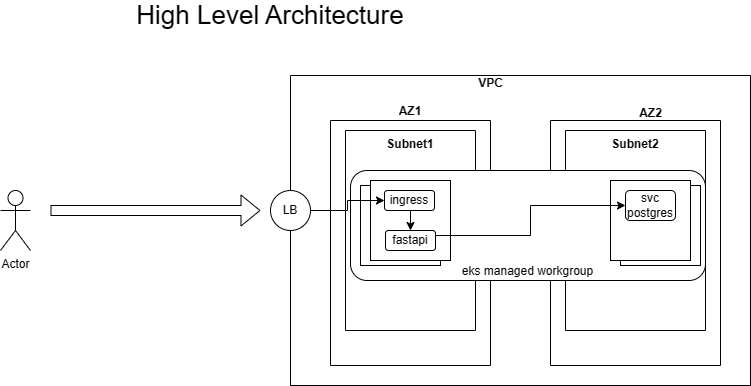 High Level Architecture
VPC
AZ1
AZ2
Subnet1
Subnet2
ingress
svc
postgres
LB
fastapi
Actor
eks managed workgroup